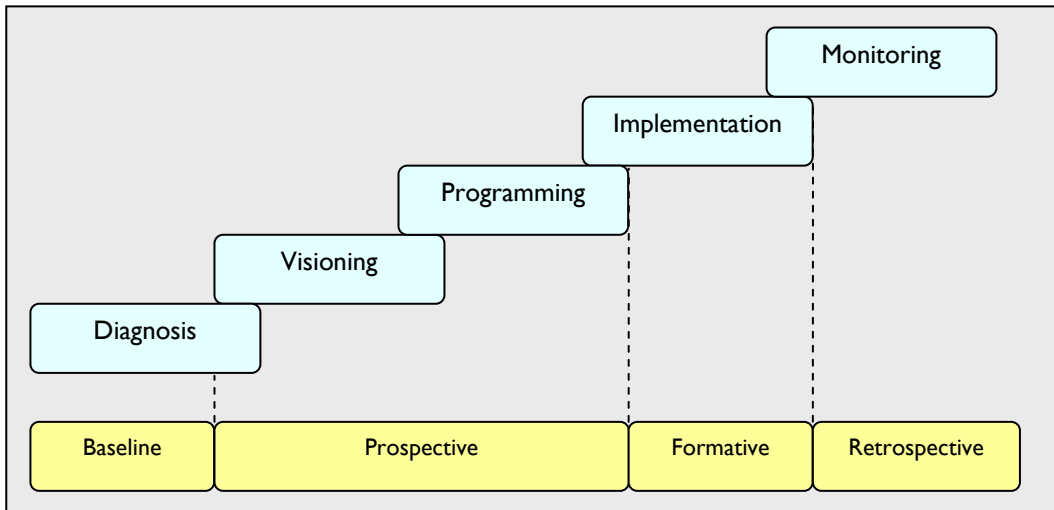 Monitoring
Implementation
Programming
Visioning
Diagnosis
Baseline
Prospective
Formative
Retrospective